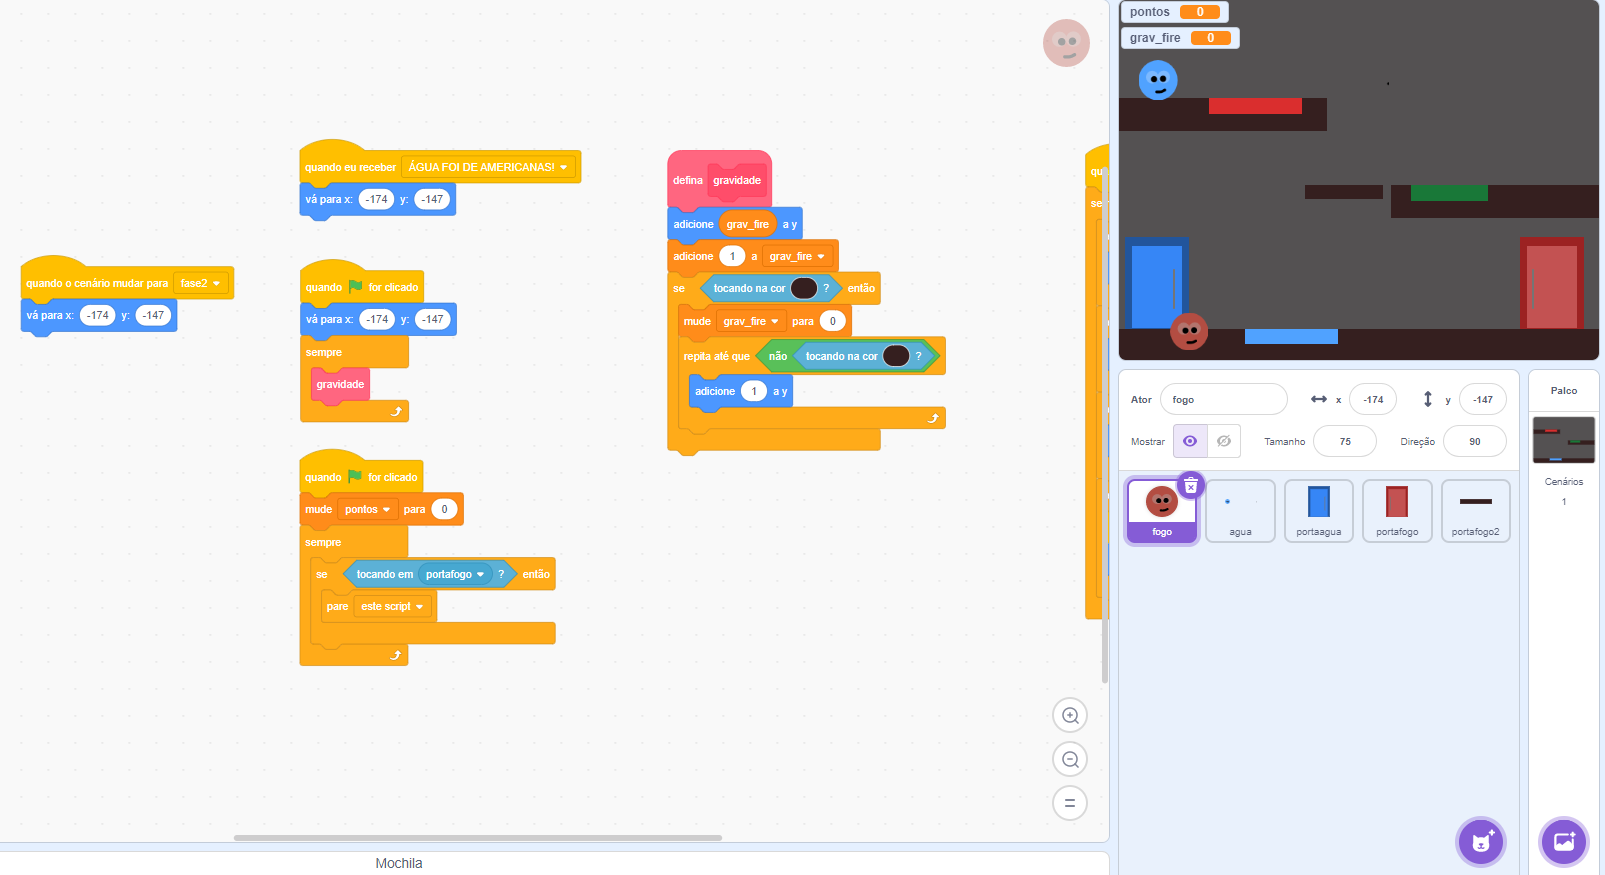 quando eu receber ÁGUA FOI DE AMERICANAS!
vá para x: -174 y: -147
quando o cenário mudar para fase2
vá para x: -174 y: -147
quando for clicado
vá para x: -174 y: -147
sempre
gravidade
quando for clicado
mude pontos para 0
sempre
se tocando em portafogo ? então
pare este script
defina gravidade
adicione grav_fire a y
adicione 1 a grav_fire
se tocando na cor ? então
mude grav_fire para 0
repita até que não tocando na cor ?
adicione 1 a y
Mochila
pontos 0
grav_fire 0
Ator fogo x -174 y -147
Mostrar Tamanho 75 Direção 90
fogo agua portaagua portafogo portafogo2
Palco
Cenários
1